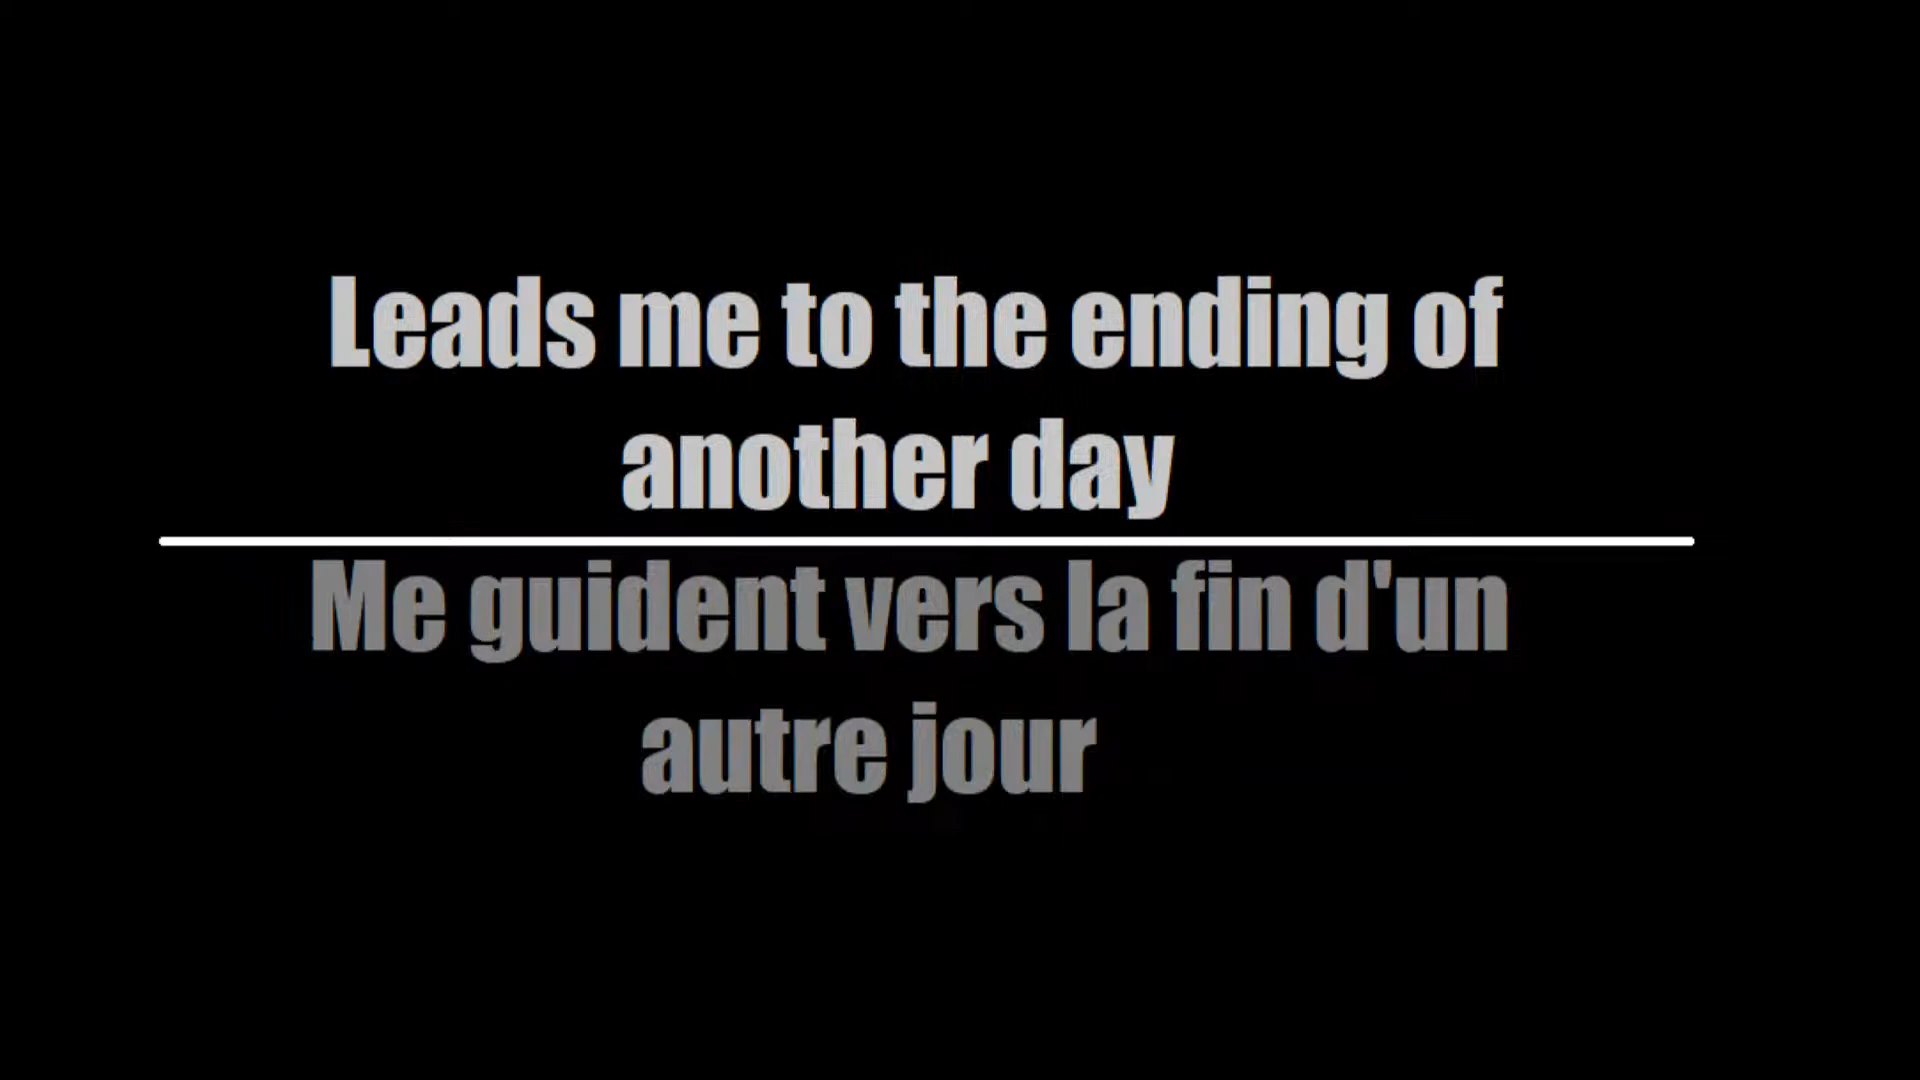 Leads me to the ending of
another day
Me guident vers la fin d'un
autre jour